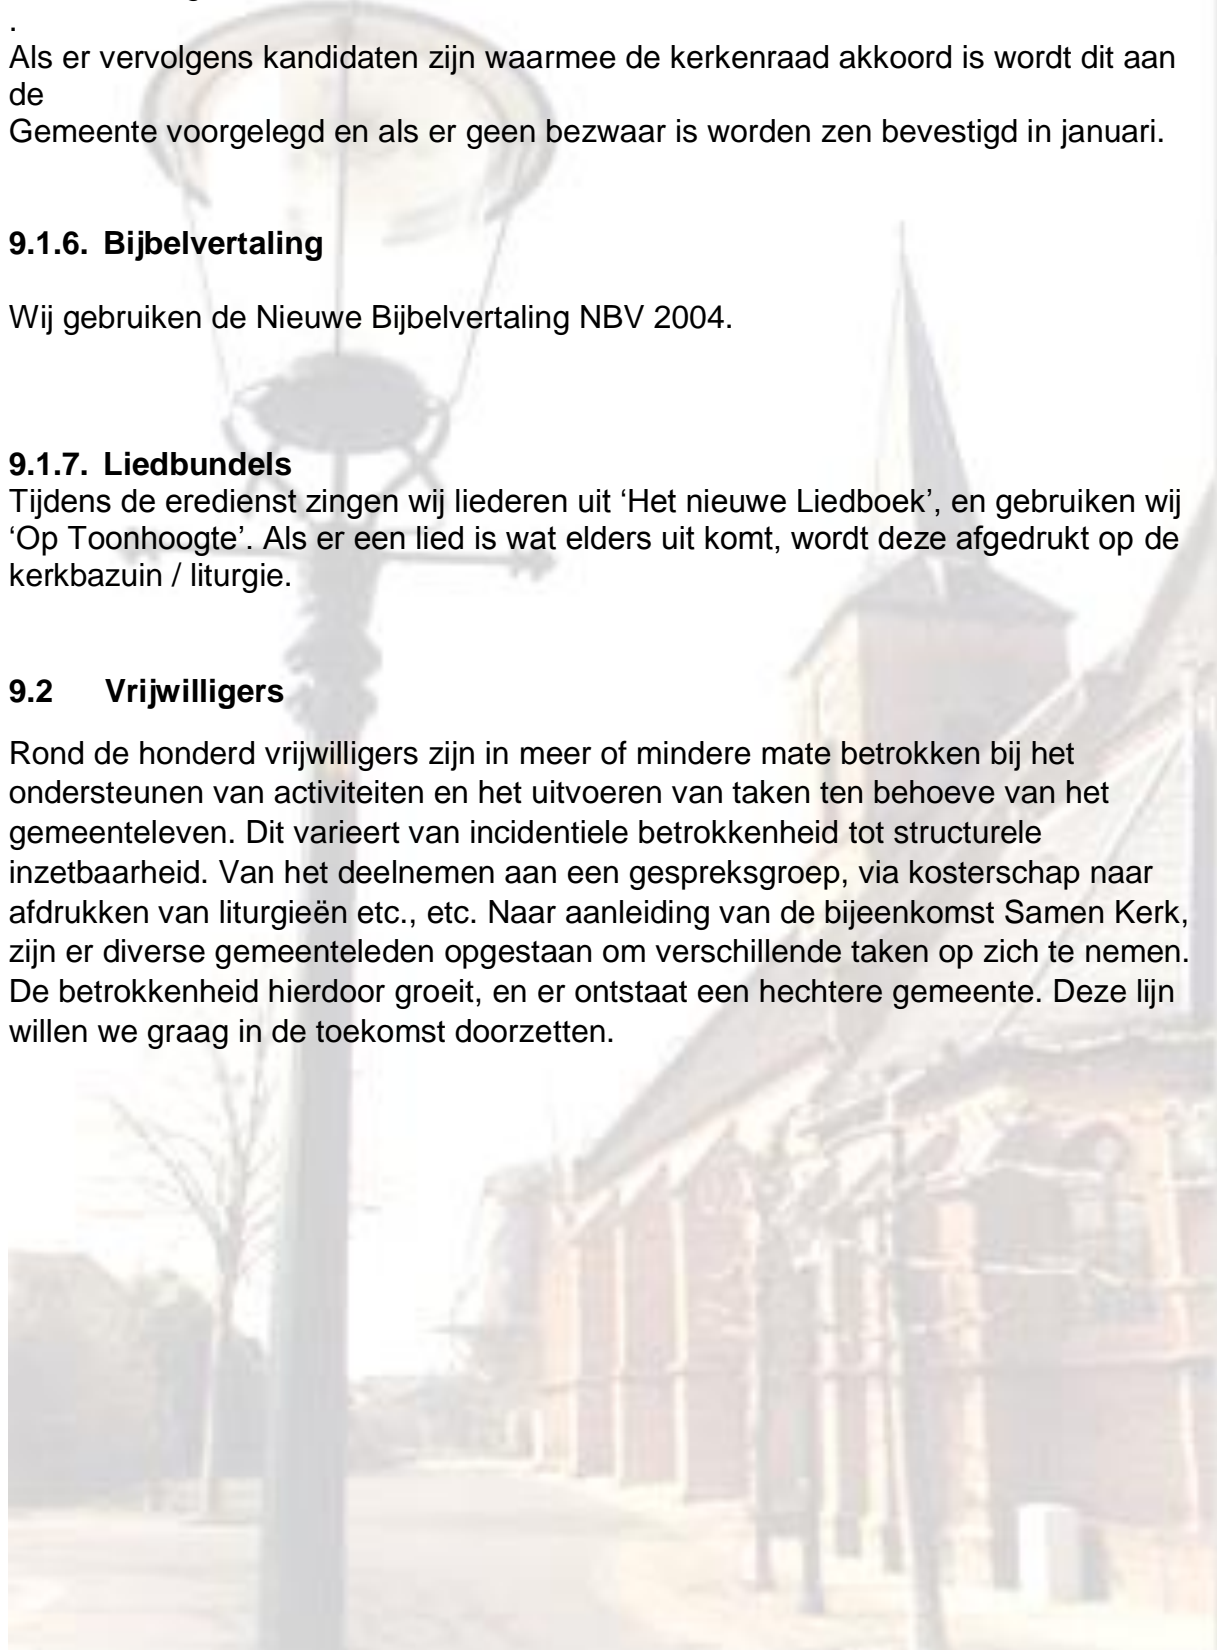 .
Als er vervolgens kandidaten zijn waarmee de kerkenraad akkoord is wordt dit aan
de
Gemeente voorgelegd en als er geen bezwaar is worden zen bevestigd in januari.
9.1.6. Bijbelvertaling
Wij gebruiken de Nieuwe Bijbelvertaling NBV 2004.
9.1.7. Liedbundels
Tijdens de eredienst zingen wij liederen uit ‘Het nieuwe Liedboek’, en gebruiken wij
‘Op Toonhoogte’. Als er een lied is wat elders uit komt, wordt deze afgedrukt op de
kerkbazuin / liturgie.
9.2 Vrijwilligers
Rond de honderd vrijwilligers zijn in meer of mindere mate betrokken bij het
ondersteunen van activiteiten en het uitvoeren van taken ten behoeve van het
gemeenteleven. Dit varieert van incidentiele betrokkenheid tot structurele
inzetbaarheid. Van het deelnemen aan een gespreksgroep, via kosterschap naar
afdrukken van liturgieën etc., etc. Naar aanleiding van de bijeenkomst Samen Kerk,
zijn er diverse gemeenteleden opgestaan om verschillende taken op zich te nemen.
De betrokkenheid hierdoor groeit, en er ontstaat een hechtere gemeente. Deze lijn
willen we graag in de toekomst doorzetten.